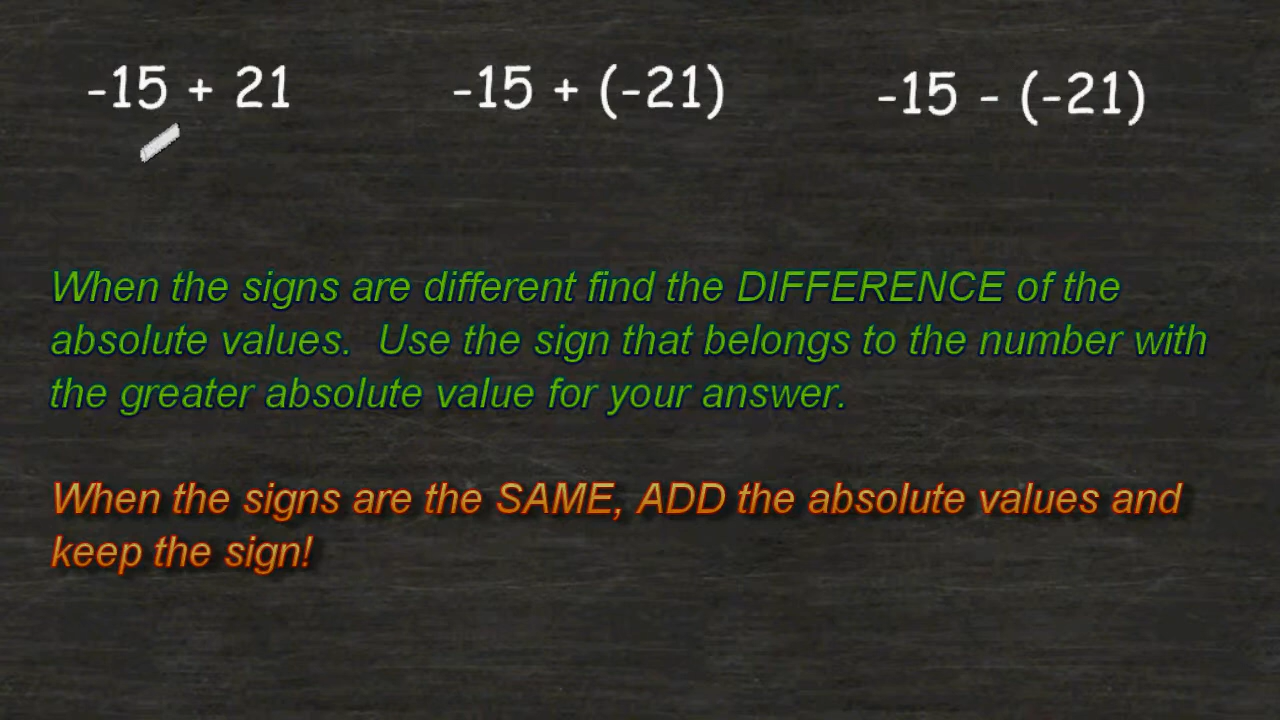 -15 + 21 -15 + (-21) -15 - (-21)
When the signs are different find the DIFFERENCE of the
absolute values. Use the sign that belongs to the number with
the greater absolute value for your answer.
When the signs are the SAME, ADD the absolute values and
keep the sign!